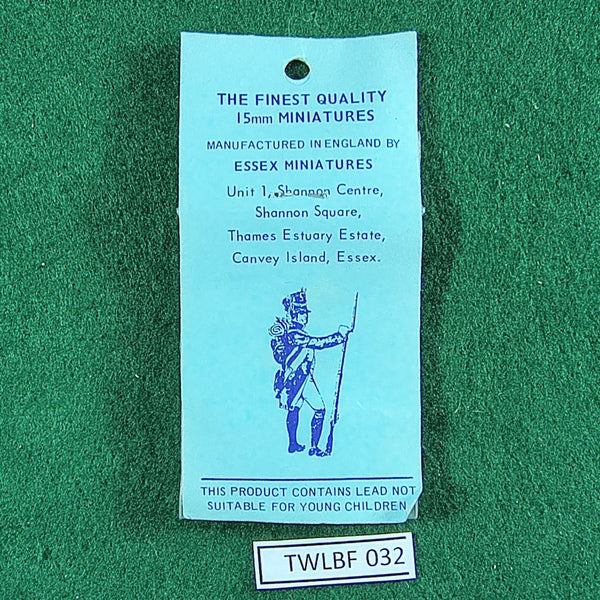 THE FINEST QUALITY
15mm MINIATURES
MANUFACTURED IN ENGLAND BY
ESSEX MINIATURES
Unit 1, Shannon Centre,
Shannon Square,
Thames Estuary Estate,
Canvey Island, Essex.
THIS PRODUCT CONTAINS LEAD NOT
SUITABLE FOR YOUNG CHILDREN
TWLBF 032